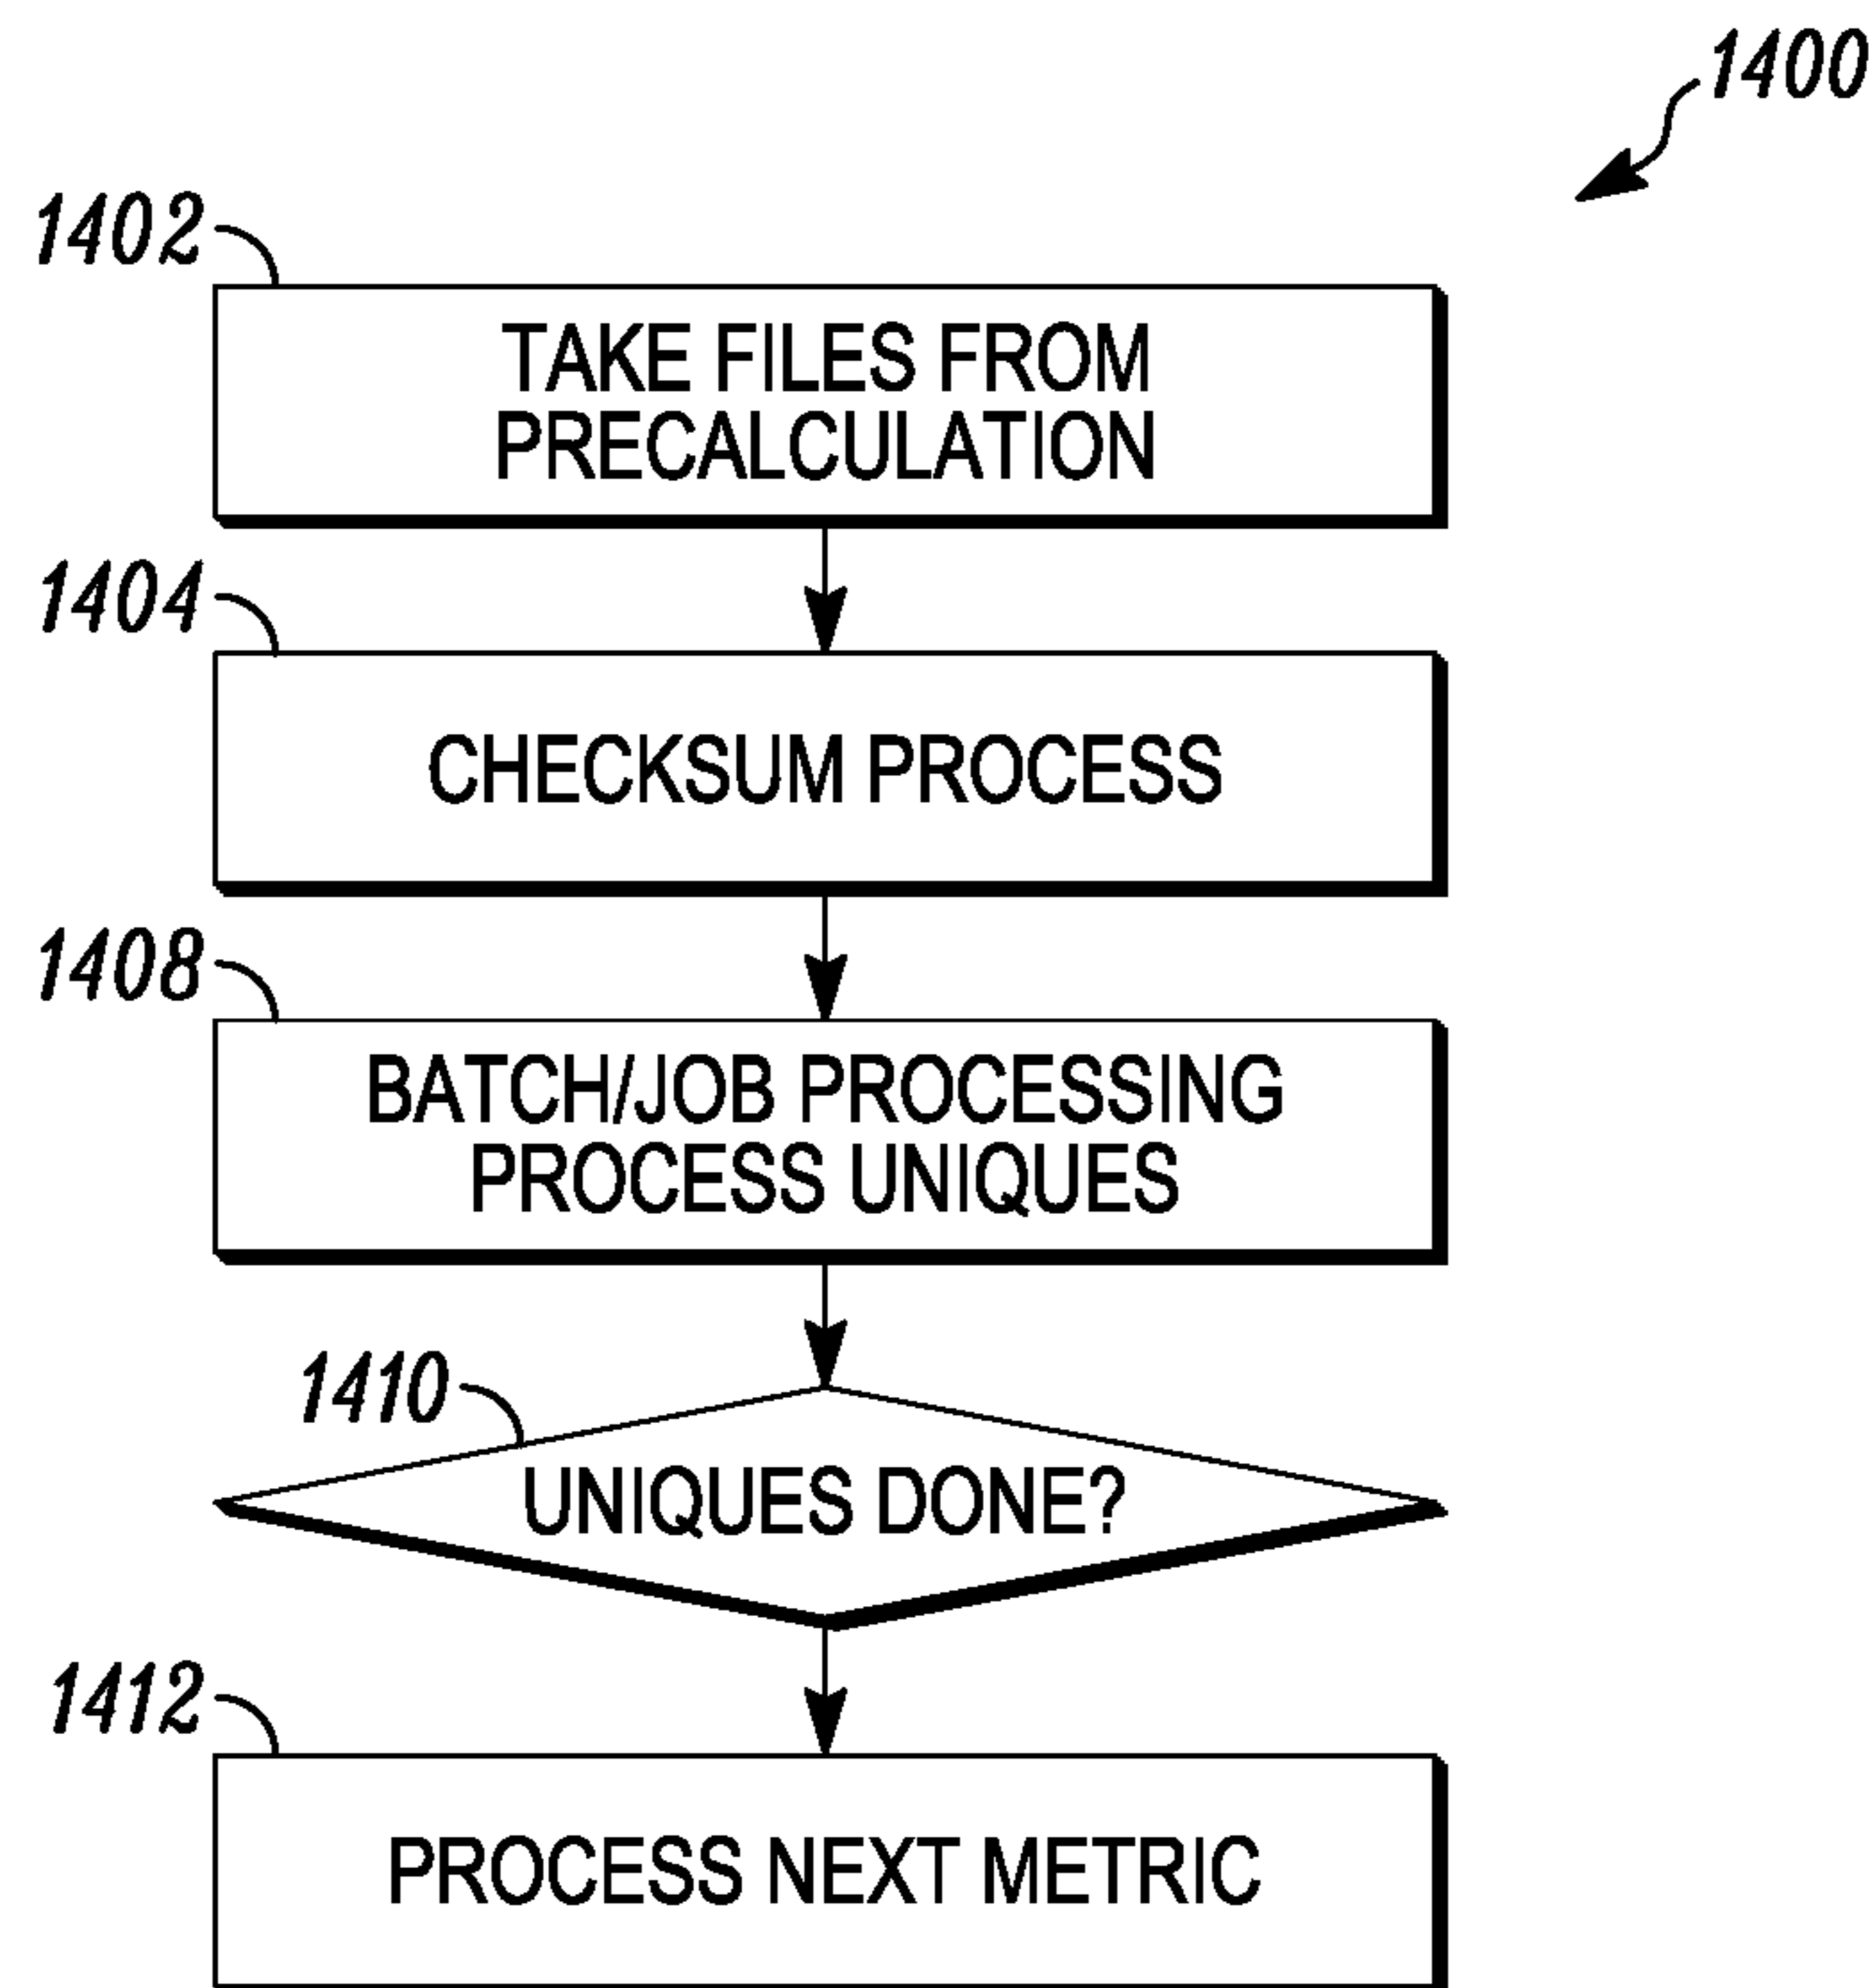 1400
1402
TAKE FILES FROM
PRECALCULATION
1404
CHECKSUM PROCESS
1408
BATCH/JOB PROCESSING
PROCESS UNIQUES
1410
UNIQUES DONE?
1412
PROCESS NEXT METRIC